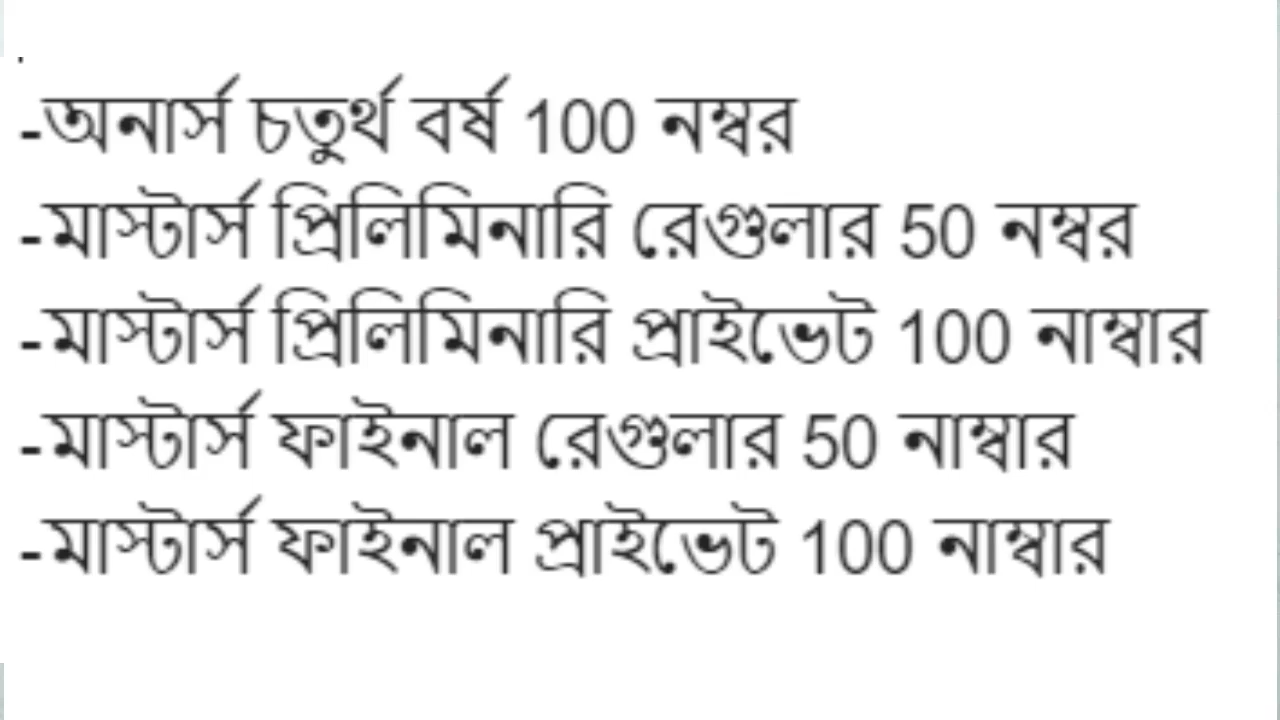 -অনার্স চতুর্থ বর্ষ 100 নম্বর
-মাস্টার্স প্রিলিমিনারি রেগুলার 50 নম্বর
-মাস্টার্স প্রিলিমিনারি প্রাইভেট 100 নাম্বার
-মাস্টার্স ফাইনাল রেগুলার 50 নাম্বার
-মাস্টার্স ফাইনাল প্রাইভেট 100 নাম্বার